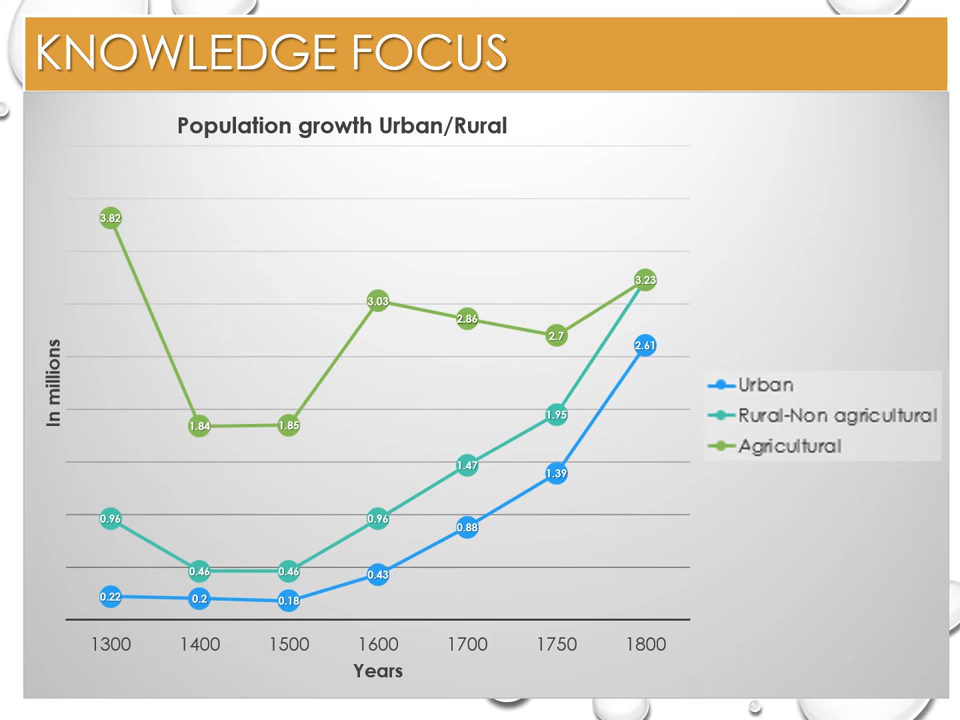 KNOWLEDGE FOCUS
Population growth Urban/Rural
In millions
3.82
1.84
1.85
3.03
2.86
2.7
3.23
0.96
0.46
0.46
0.96
1.47
1.95
0.22
0.2
0.18
0.43
0.88
1.39
2.61
Urban
Rural-Non agricultural
Agricultural
1300 1400 1500 1600 1700 1750 1800
Years